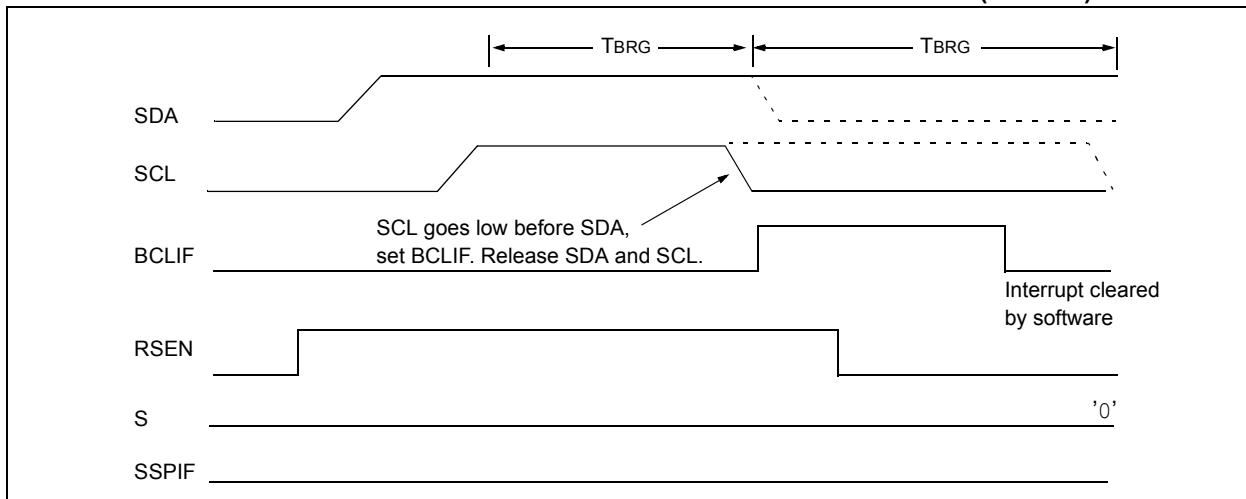 TBRG
TBRG
SDA
SCL
SCL goes low before SDA,
set BCLIF. Release SDA and SCL.
BCLIF
Interrupt cleared
by software
RSEN
S
'0'
SSPIF